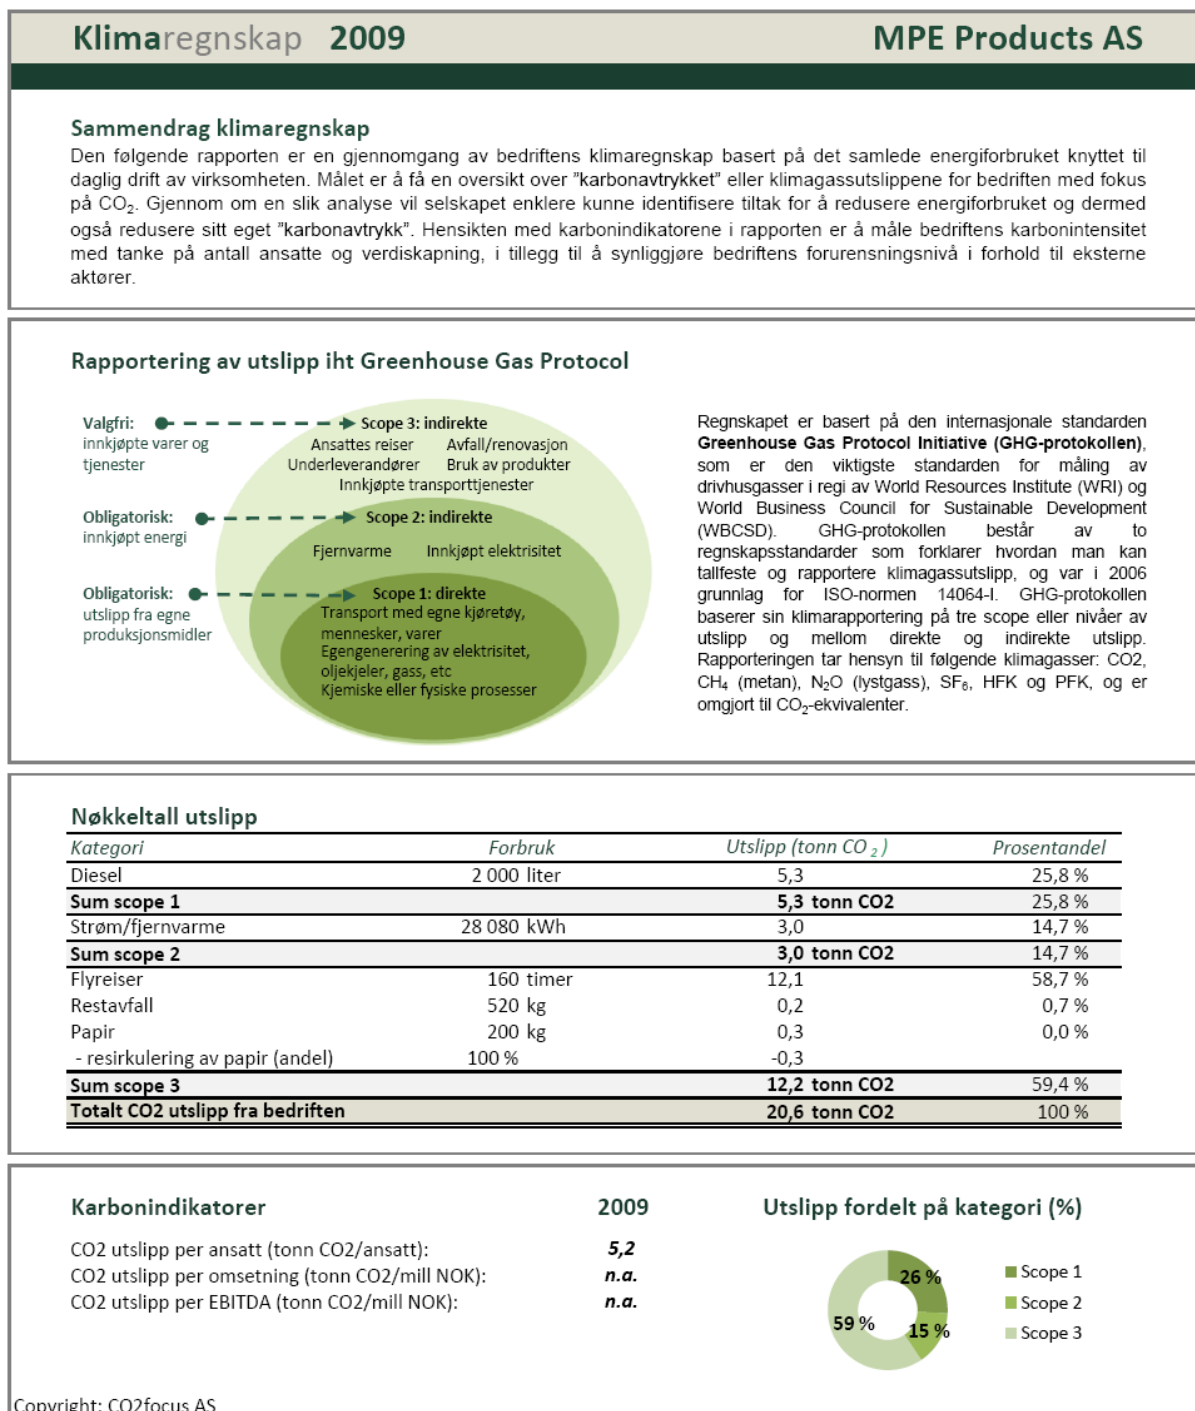 Klimaregnskap 2009 MPE Products AS
Sammendrag klimaregnskap
Den følgende rapporten er en gjennomgang av bedriftens klimaregnskap basert på det samlede energiforbruket knyttet til
daglig drift av virksomheten. Målet er å få en oversikt over ”karbonavtrykket” eller klimagassutslippene for bedriften med fokus
på CO₂. Gjennom om en slik analyse vil selskapet enklere kunne identifisere tiltak for å redusere energiforbruket og dermed
også redusere sitt eget ”karbonavtrykk”. Hensikten med karbonindikatorene i rapporten er å måle bedriftens karbonintensitet
med tanke på antall ansatte og verdiskapning, i tillegg til å synliggjøre bedriftens forurensningsnivå i forhold til eksterne
aktører.
Rapportering av utslipp iht Greenhouse Gas Protocol
Valgfri:
innkjøpte varer og
tjenester
Obligatorisk:
innkjøpt energi
Obligatorisk:
utslipp fra egne
produksjonsmidler
Scope 3: indirekte
Ansattes reiser Avfall/renovasjon
Underleverandører Bruk av produkter
Innkjøpte transporttjenester
Scope 2: indirekte
Fjernvarme Innkjøpt elektrisitet
Scope 1: direkte
Transport med egne kjøretøy,
mennesker, varer
Egengenerering av elektrisitet,
oljekjeler, gass, etc
Kjemiske eller fysiske prosesser
Regnskapet er basert på den internasjonale standarden
Greenhouse Gas Protocol Initiative (GHG-protokollen),
som er den viktigste standarden for måling av
drivhusgasser i regi av World Resources Institute (WRI) og
World Business Council for Sustainable Development
(WBCSD). GHG-protokollen består av to
regnskapsstandarder som forklarer hvordan man kan
tallfeste og rapportere klimagassutslipp, og var i 2006
grunnlag for ISO-normen 14064-I. GHG-protokollen
baserer sin klimarapportering på tre scope eller nivåer av
utslipp og mellom direkte og indirekte utslipp.
Rapporteringen tar hensyn til følgende klimagasser: CO2,
CH₄ (metan), N₂O (lystgass), SF₆, HFK og PFK, og er
omgjort til CO₂-ekvivalenter.
Nøkkeltall utslipp
Kategori Forbruk Utslipp (tonn CO₂) Prosentandel
Diesel 2 000 liter 5,3 25,8 %
Sum scope 1 5,3 tonn CO2 25,8 %
Strøm/fjernvarme 28 080 kWh 3,0 14,7 %
Sum scope 2 3,0 tonn CO2 14,7 %
Flyreiser 160 timer 12,1 58,7 %
Restavfall 520 kg 0,2 0,7 %
Papir 200 kg 0,3 0,0 %
- resirkulering av papir (andel) 100 % -0,3
Sum scope 3 12,2 tonn CO2 59,4 %
Totalt CO2 utslipp fra bedriften 20,6 tonn CO2 100 %
Karbonindikatorer 2009
CO2 utslipp per ansatt (tonn CO2/ansatt): 5,2
CO2 utslipp per omsetning (tonn CO2/mill NOK): n.a.
CO2 utslipp per EBITDA (tonn CO2/mill NOK): n.a.
Utslipp fordelt på kategori (%)
26 %
15 %
59 %
Scope 1
Scope 2
Scope 3
Copyright: CO2focus AS